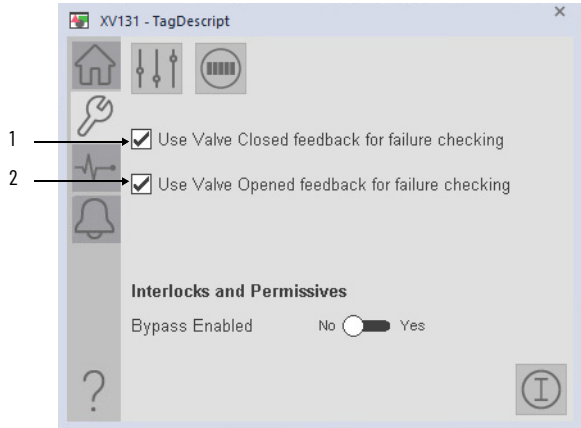 XV131 - TagDescript
1
Use Valve Closed feedback for failure checking
2
Use Valve Opened feedback for failure checking
Interlocks and Permissives
Bypass Enabled No Yes
?
I